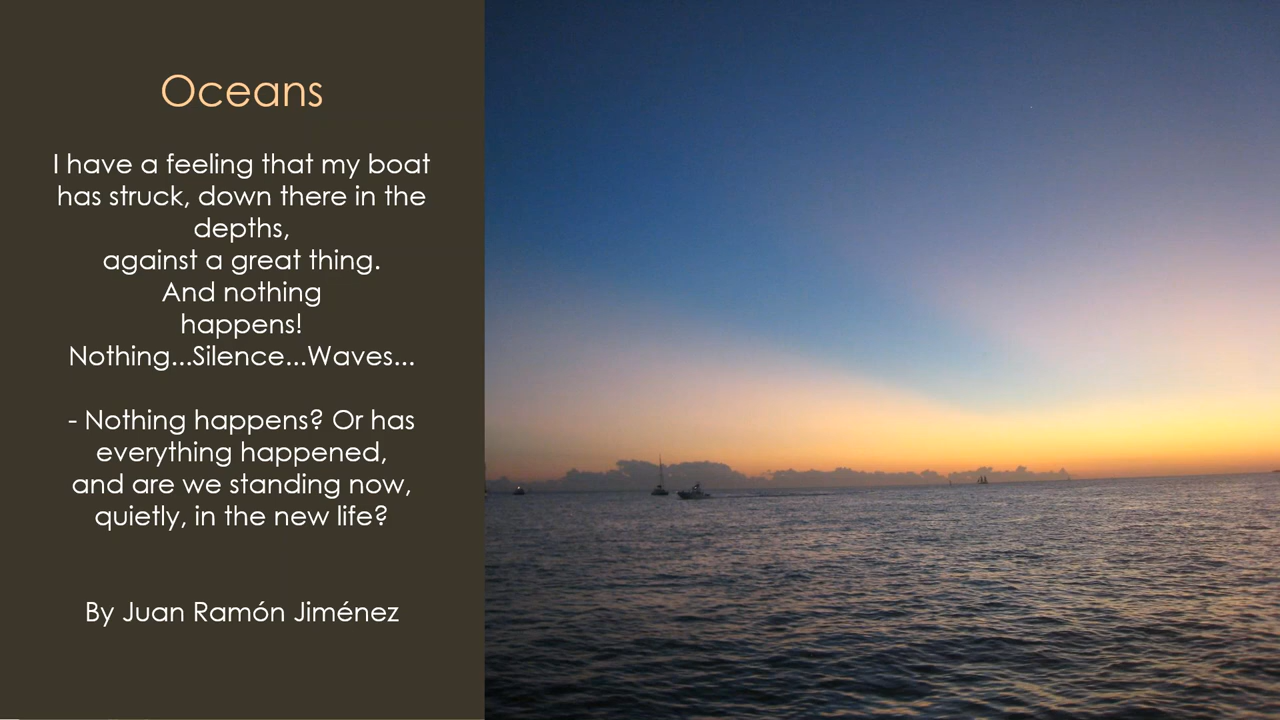 Oceans
I have a feeling that my boat
has struck, down there in the
depths,
against a great thing.
And nothing
happens!
Nothing...Silence...Waves...
- Nothing happens? Or has
everything happened,
and are we standing now,
quietly, in the new life?
By Juan Ramón Jiménez